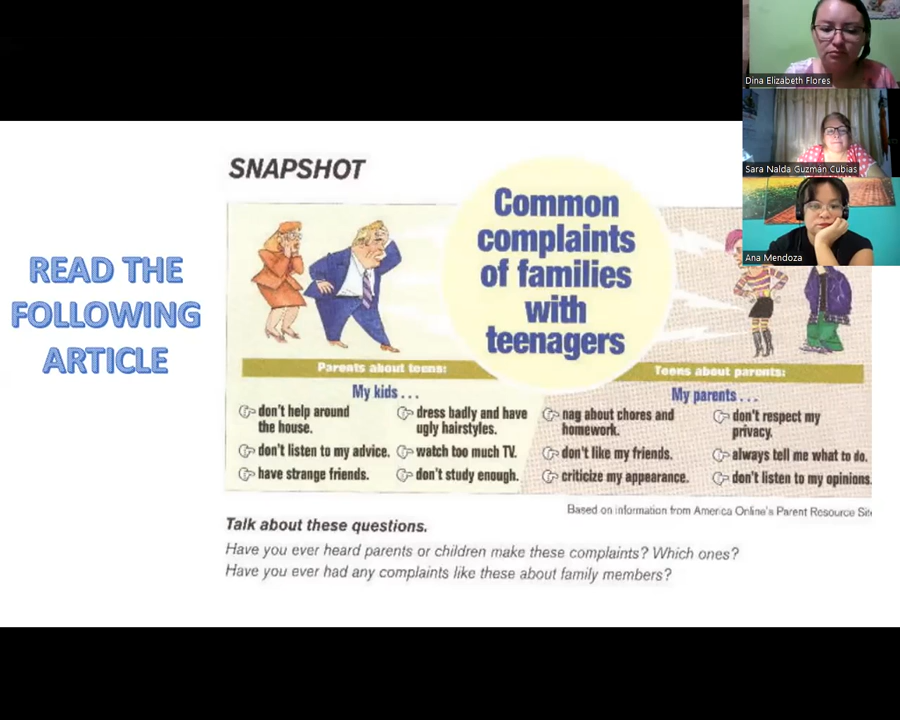 Dina Elizabeth Flores
Sara Nalda Guzmán Cubias
Ana Mendoza
READ THE
FOLLOWING
ARTICLE
SNAPSHOT
Common
complaints
of families
with
teenagers
Parents about teens:
My kids . . .
don't help around
the house.
don't listen to my advice.
have strange friends.
dress badly and have
ugly hairstyles.
watch too much TV.
don't study enough.
Teens about parents:
My parents . . .
nag about chores and
homework.
don't like my friends.
criticize my appearance.
don't respect my
privacy.
always tell me what to do.
don't listen to my opinions.
Based on information from America Online's Parent Resource Sit
Talk about these questions.
Have you ever heard parents or children make these complaints? Which ones?
Have you ever had any complaints like these about family members?